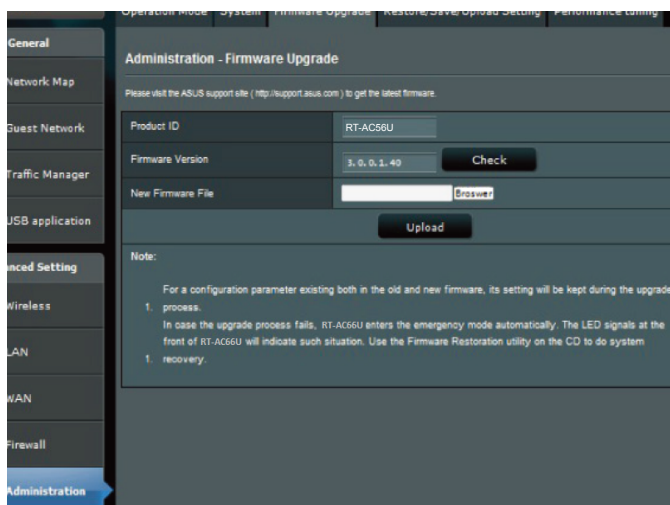 Operation Mode System Firmware Upgrade Restore/Save/Upload Setting Performance tuning
General
Network Map
Guest Network
Traffic Manager
USB application
anced Setting
Wireless
LAN
WAN
Firewall
Administration
Administration - Firmware Upgrade
Please visit the ASUS support site ( http://support.asus.com ) to get the latest firmware.
Product ID RT-AC56U
Firmware Version 3.0.0.1.40 Check
New Firmware File Broswer
Upload
Note:
For a configuration parameter existing both in the old and new firmware, its setting will be kept during the upgrade
1. process.
In case the upgrade process fails, RT-AC66U enters the emergency mode automatically. The LED signals at the
front of RT-AC66U will indicate such situation. Use the Firmware Restoration utility on the CD to do system
1. recovery.